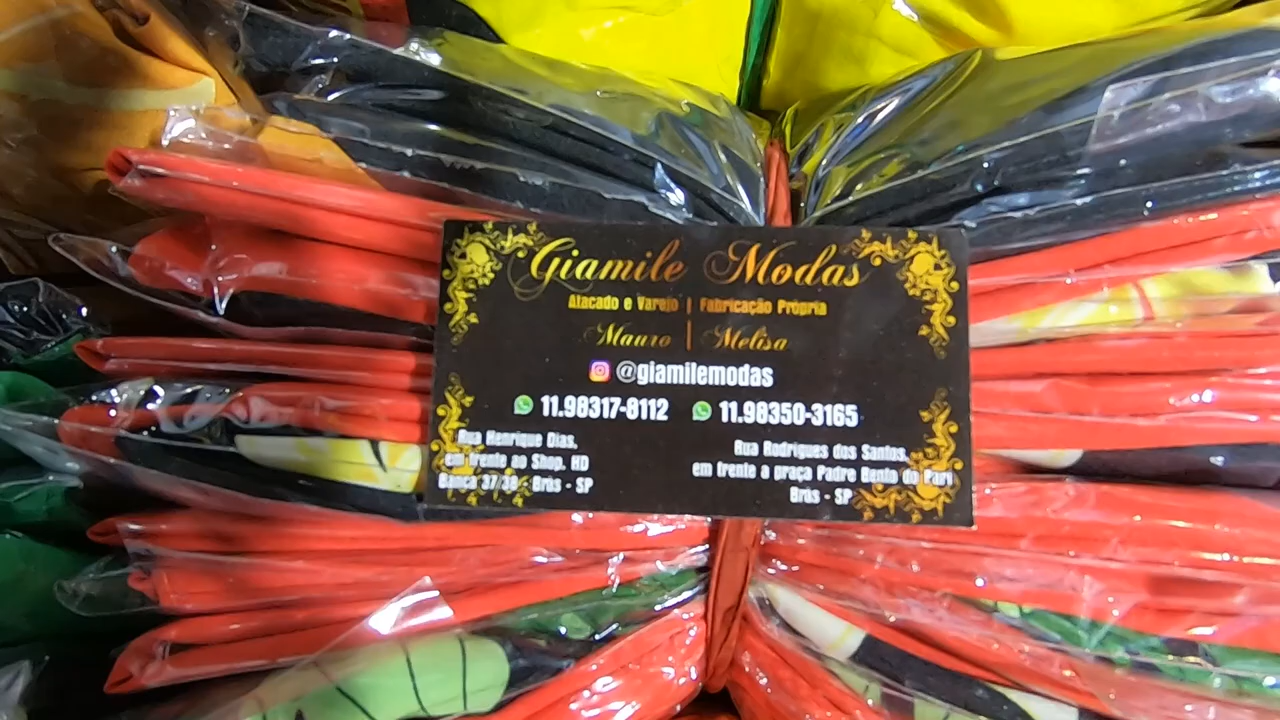 Giamile Modas
Atacado e Varejo | Fabricação Própria
Mauro | Melisa
@giamilemodas
11.98317-8112 11.98350-3165
Rua Henrique Dias,
em frente ao Shop. HD
Banca 37/38 - Brás - SP
Rua Rodrigues dos Santos,
em frente a praça Padre Bento do Pari
Brás - SP